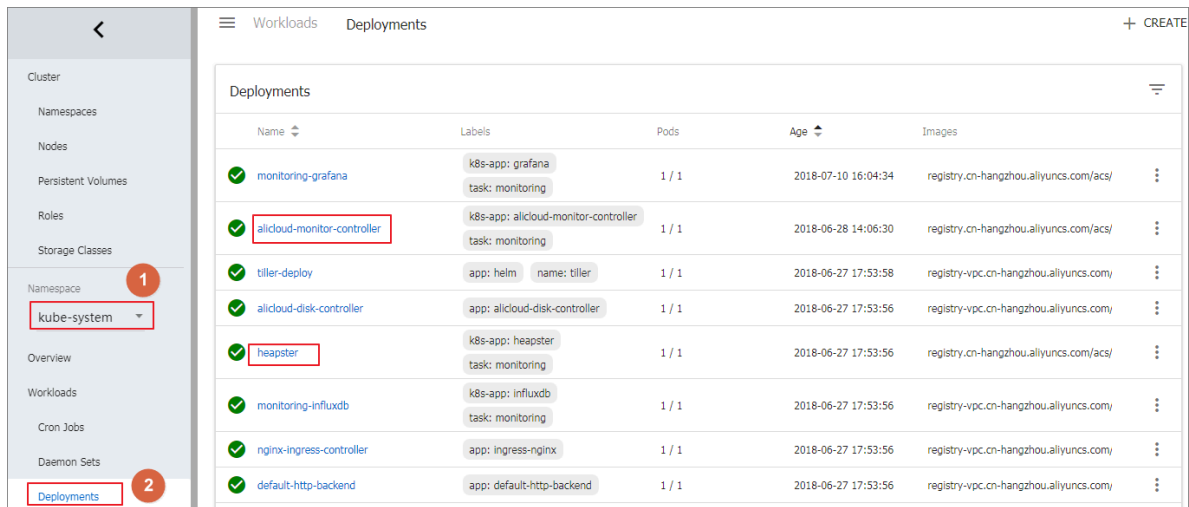 Workloads Deployments + CREATE
Cluster
Namespaces
Nodes
Persistent Volumes
Roles
Storage Classes
1
Namespace
kube-system
Overview
Workloads
Cron Jobs
Daemon Sets
2
Deployments
Deployments
Name Labels Pods Age Images
monitoring-grafana k8s-app: grafana task: monitoring 1 / 1 2018-07-10 16:04:34 registry.cn-hangzhou.aliyuncs.com/acs/
alicloud-monitor-controller k8s-app: alicloud-monitor-controller task: monitoring 1 / 1 2018-06-28 14:06:30 registry.cn-hangzhou.aliyuncs.com/acs/
tiller-deploy app: helm name: tiller 1 / 1 2018-06-27 17:53:58 registry-vpc.cn-hangzhou.aliyuncs.com/
alicloud-disk-controller app: alicloud-disk-controller 1 / 1 2018-06-27 17:53:56 registry-vpc.cn-hangzhou.aliyuncs.com/
heapster k8s-app: heapster task: monitoring 1 / 1 2018-06-27 17:53:56 registry.cn-hangzhou.aliyuncs.com/acs/
monitoring-influxdb k8s-app: influxdb task: monitoring 1 / 1 2018-06-27 17:53:56 registry-vpc.cn-hangzhou.aliyuncs.com/
nginx-ingress-controller app: ingress-nginx 1 / 1 2018-06-27 17:53:56 registry-vpc.cn-hangzhou.aliyuncs.com/
default-http-backend app: default-http-backend 1 / 1 2018-06-27 17:53:56 registry-vpc.cn-hangzhou.aliyuncs.com/